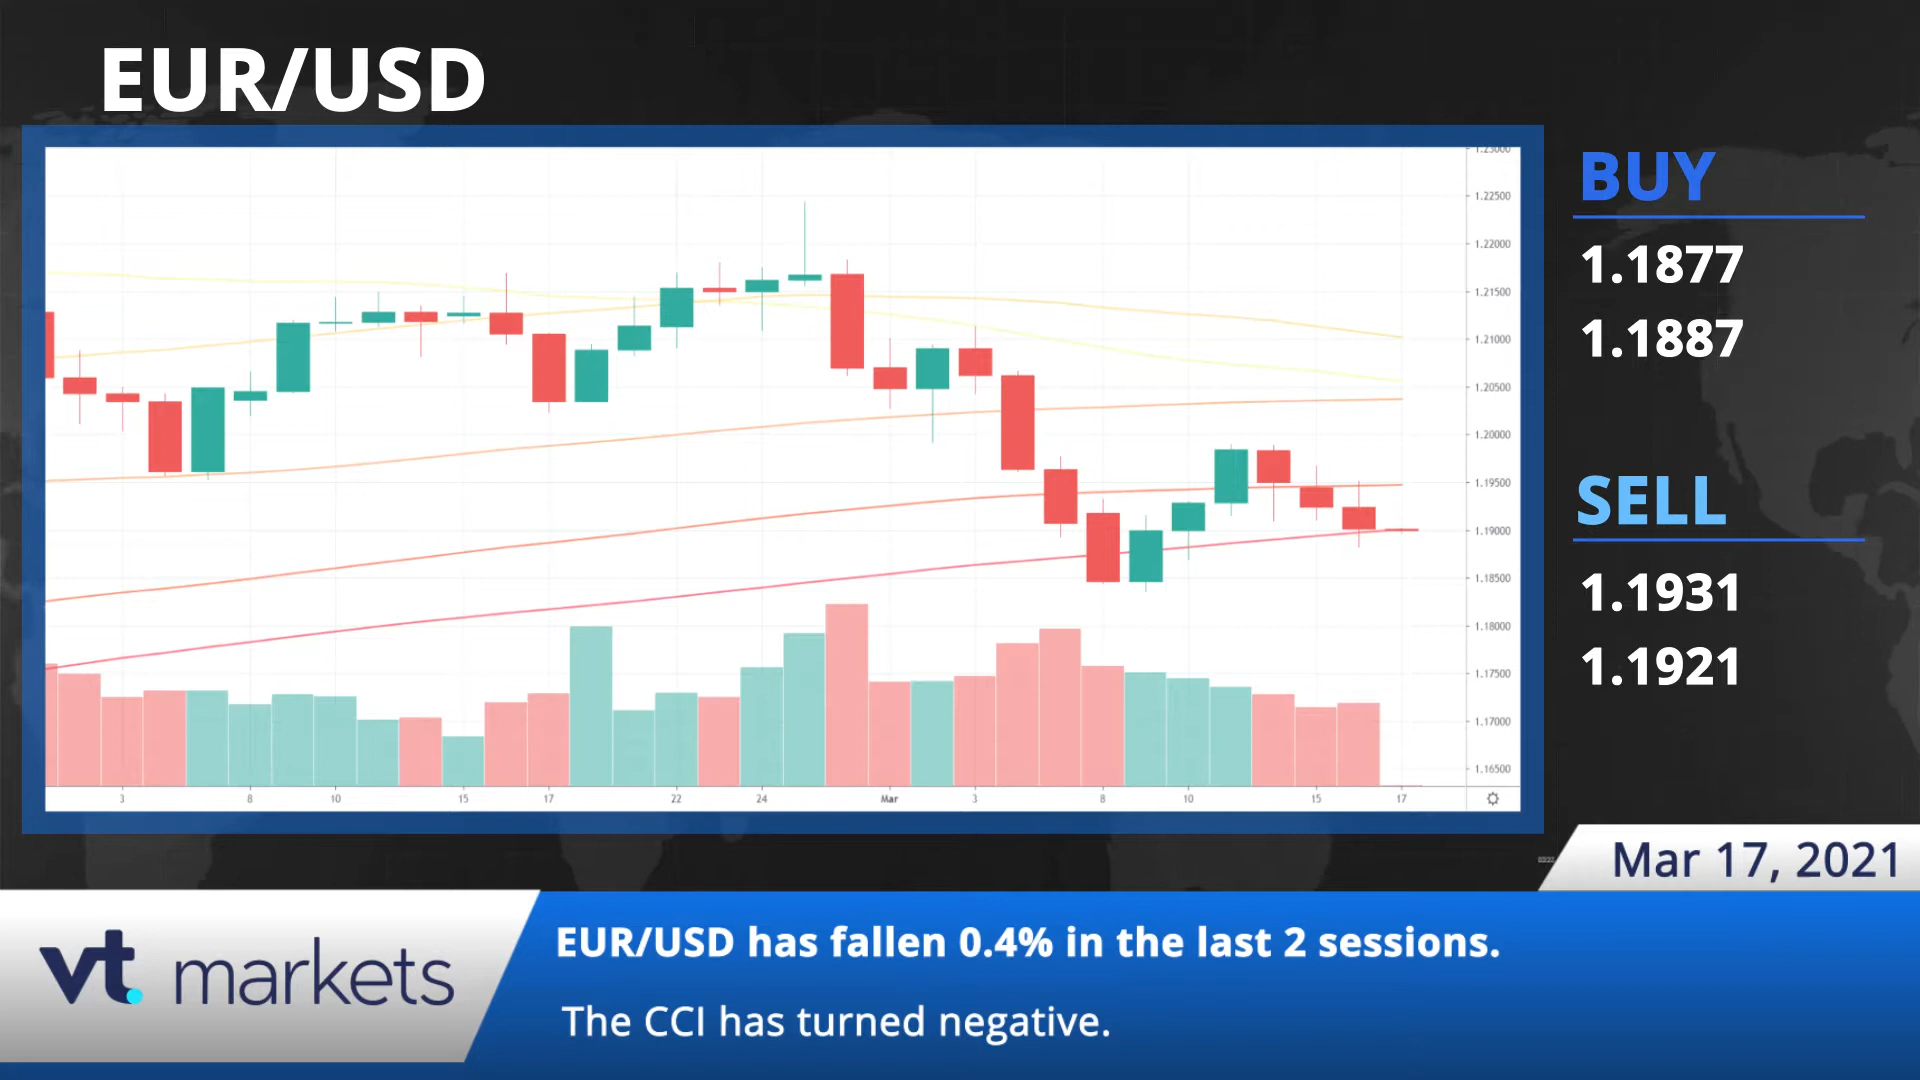 EUR/USD
1.23000
1.22500
1.22000
1.21500
1.21000
1.20500
1.20000
1.19500
1.19000
1.18500
1.18000
1.17500
1.17000
1.16500
3 8 10 15 17 22 24 Mar 3 8 10 15 17
BUY
1.1877
1.1887
SELL
1.1931
1.1921
Mar 17, 2021
vt. markets
EUR/USD has fallen 0.4% in the last 2 sessions.
The CCI has turned negative.